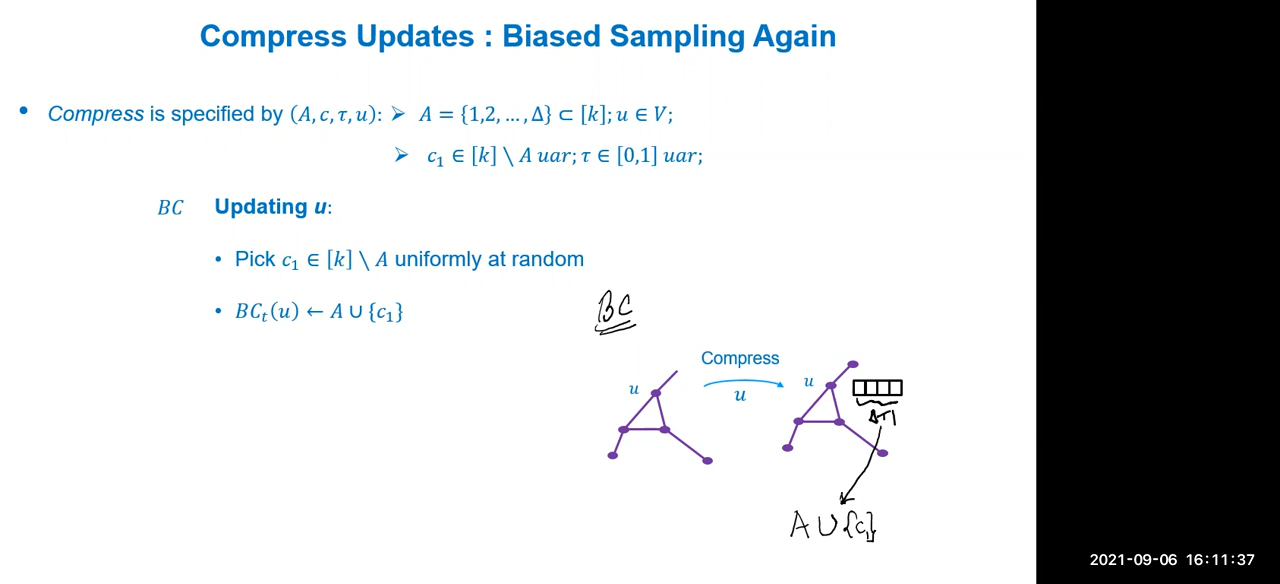 Compress Updates : Biased Sampling Again
• Compress is specified by (A, c, τ, u): ➢ A = {1,2, … , Δ} ⊂ [k]; u ∈ V;
➢ c₁ ∈ [k] \ A uar; τ ∈ [0,1] uar;
BC Updating u:
• Pick c₁ ∈ [k] \ A uniformly at random
• BCₜ(u) ← A ∪ {c₁}
BC
Compress
u
u
u
Δ+1
A ∪ {c₁}
2021-09-06 16:11:37